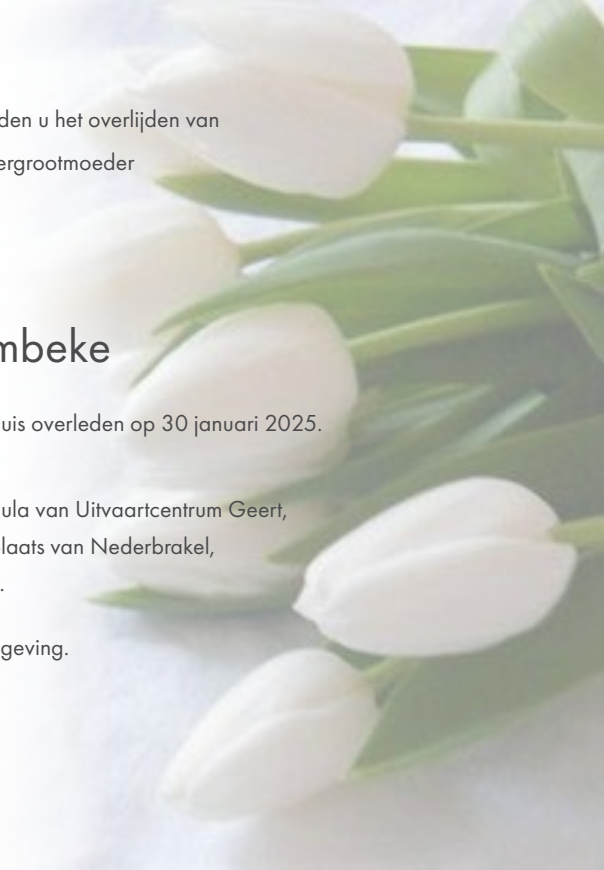 den u het overlijden van
ergrootmoeder
mbeke
uis overleden op 30 januari 2025.
ula van Uitvaartcentrum Geert,
laats van Nederbrakel,
.
geving.